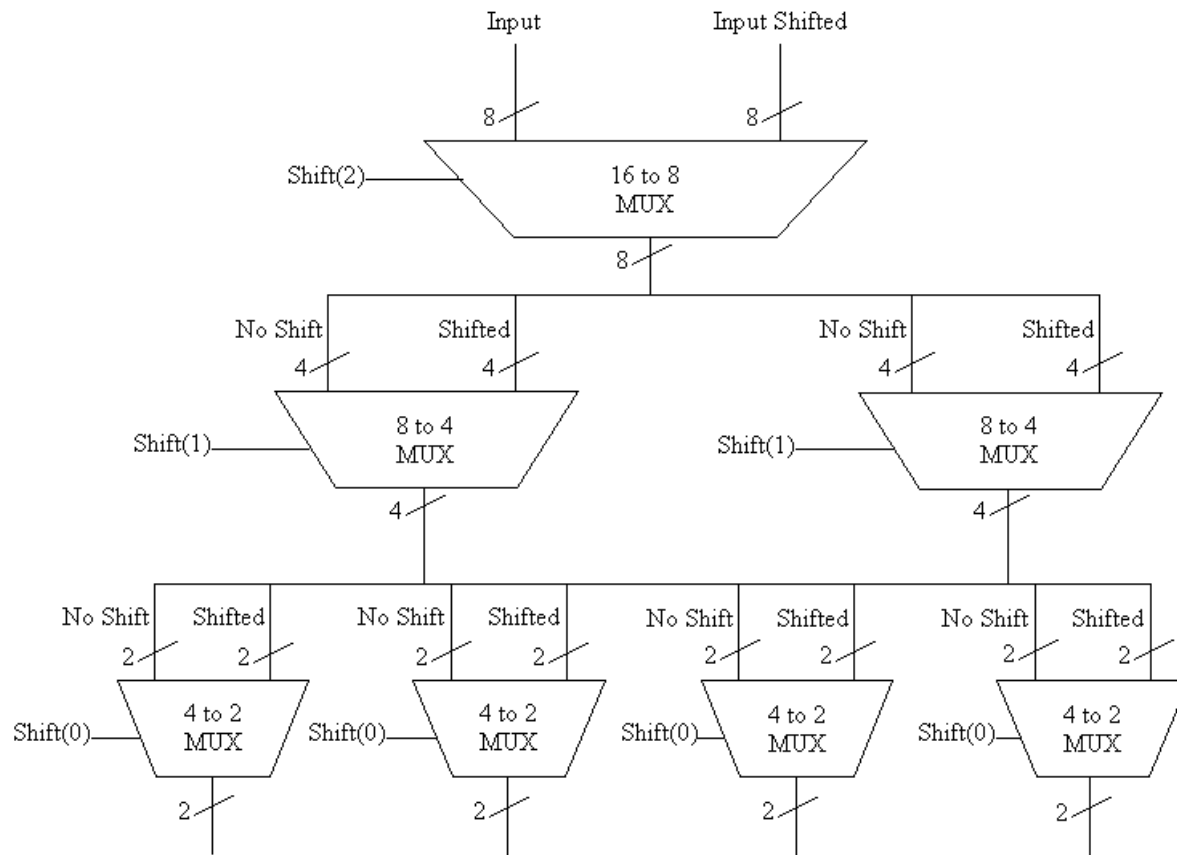 Input Input Shifted
8 8
Shift(2)
16 to 8
MUX
8
No Shift Shifted No Shift Shifted
4 4 4 4
Shift(1) 8 to 4 Shift(1) 8 to 4
MUX MUX
4 4
No Shift Shifted No Shift Shifted No Shift Shifted No Shift Shifted
2 2 2 2 2 2 2 2
Shift(0) 4 to 2 Shift(0) 4 to 2 Shift(0) 4 to 2 Shift(0) 4 to 2
MUX MUX MUX MUX
2 2 2 2